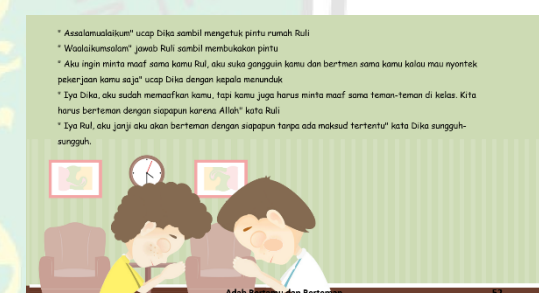 " Assalamualaikum" ucap Dika sambil mengetuk pintu rumah Ruli
" Waalaikumsalam" jawab Ruli sambil membukakan pintu
" Aku ingin minta maaf sama kamu Rul, aku suka gangguin kamu dan bertmen sama kamu kalau mau nyontek
pekerjaan kamu saja" ucap Dika dengan kepala menunduk
" Iya Dika, aku sudah memaafkan kamu, tapi kamu juga harus minta maaf sama teman-teman di kelas. Kita
harus berteman dengan siapapun karena Allah" kata Ruli
" Iya Rul, aku janji aku akan berteman dengan siapapun tanpa ada maksud tertentu" kata Dika sungguh-
sungguh.
Adab Bertamu dan Berteman